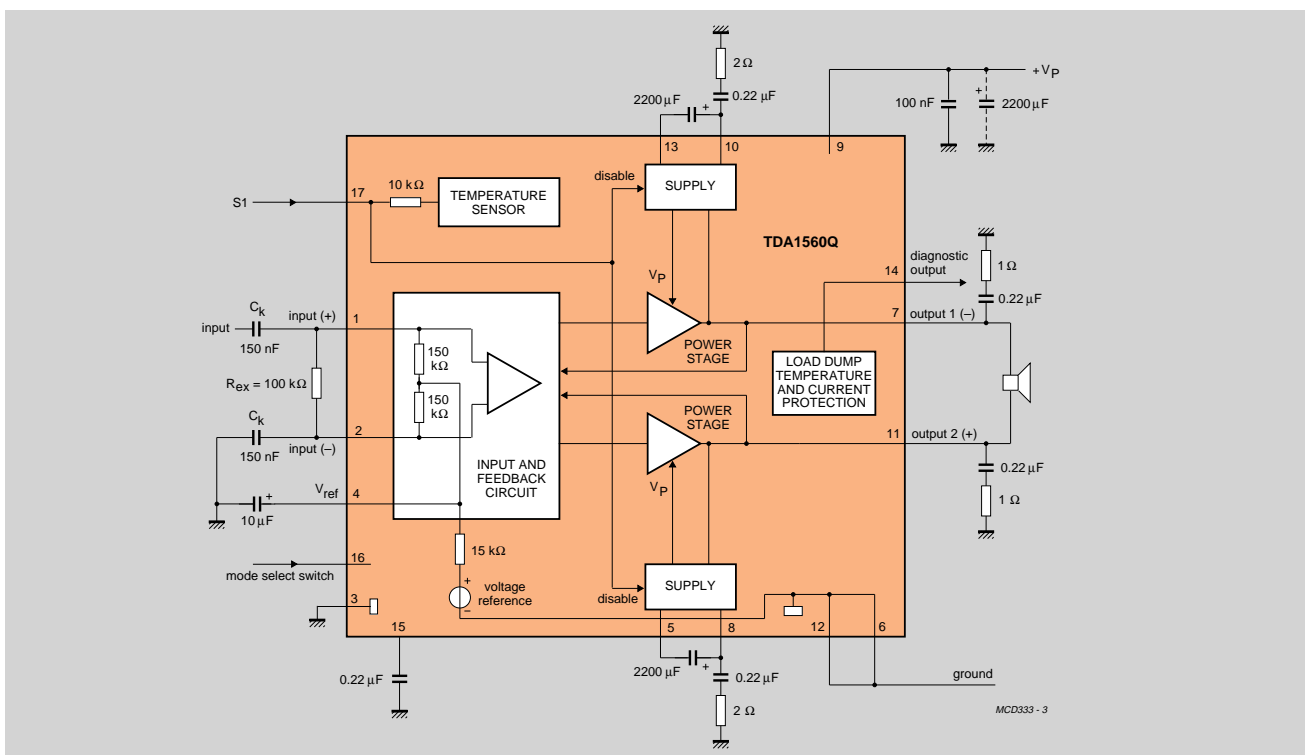 2 Ω
+VP
2200 μF
+
0.22 μF
100 nF
+
2200 μF
13
10
9
disable
SUPPLY
17
10 kΩ
TEMPERATURE
SENSOR
S1
TDA1560Q
diagnostic
output
14
1 Ω
VP
0.22 μF
Ck
input
input (+)
1
150 nF
7
output 1 (–)
150
kΩ
POWER
STAGE
LOAD DUMP
TEMPERATURE
AND CURRENT
PROTECTION
Rex = 100 kΩ
150
kΩ
POWER
STAGE
Ck
2
11
output 2 (+)
150 nF
input (–)
INPUT AND
FEEDBACK
CIRCUIT
0.22 μF
VP
Vref
4
+
10 μF
1 Ω
15 kΩ
16
mode select switch
+
–
voltage
reference
disable
SUPPLY
3
15
5
8
12
6
2200 μF
+
0.22 μF
0.22 μF
ground
2 Ω
MCD333 - 3